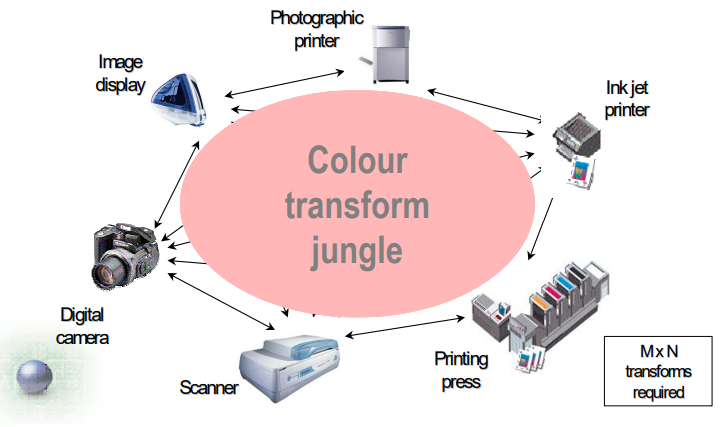 Photographic
printer
Image
display
Ink jet
printer
Colour
transform
jungle
Digital
camera
Scanner
Printing
press
M x N
transforms
required